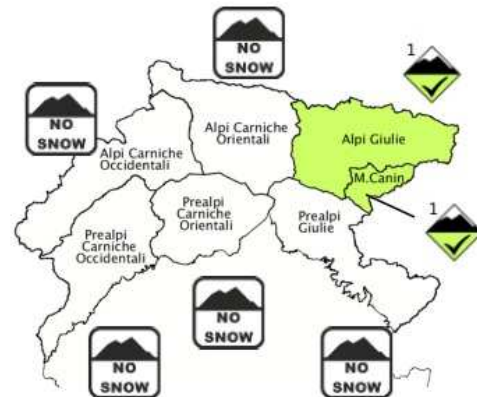 NO
SNOW
1
NO
SNOW
Alpi Carniche
Orientali
Alpi Giulie
Alpi Carniche
Occidentali
M.Canin
Prealpi
Carniche
Orientali
Prealpi
Giulie
1
Prealpi
Carniche
Occidentali
NO
SNOW
NO
SNOW
NO
SNOW